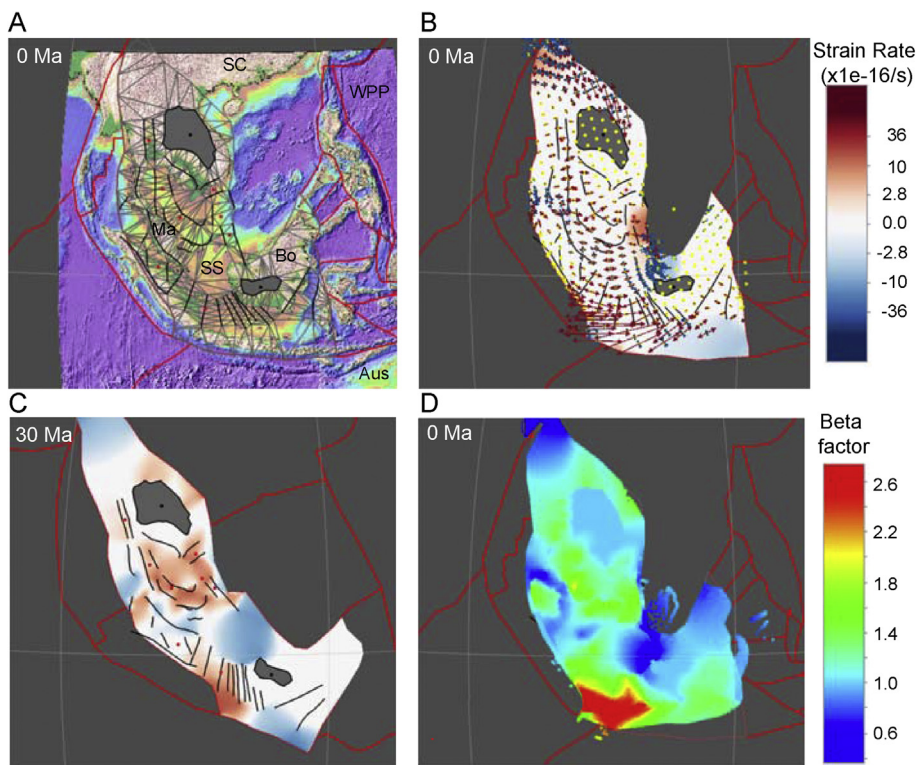 A
0 Ma
SC
WPP
Ma
SS
Bo
Aus
B
0 Ma
Strain Rate
(x1e-16/s)
36
10
2.8
0.0
-2.8
-10
-36
C
30 Ma
D
0 Ma
Beta
factor
2.6
2.2
1.8
1.4
1.0
0.6